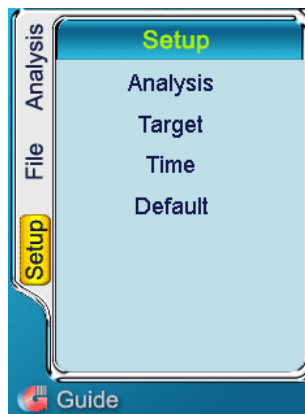 Setup
Analysis
Target
Time
Default
Analysis
File
Setup
Guide